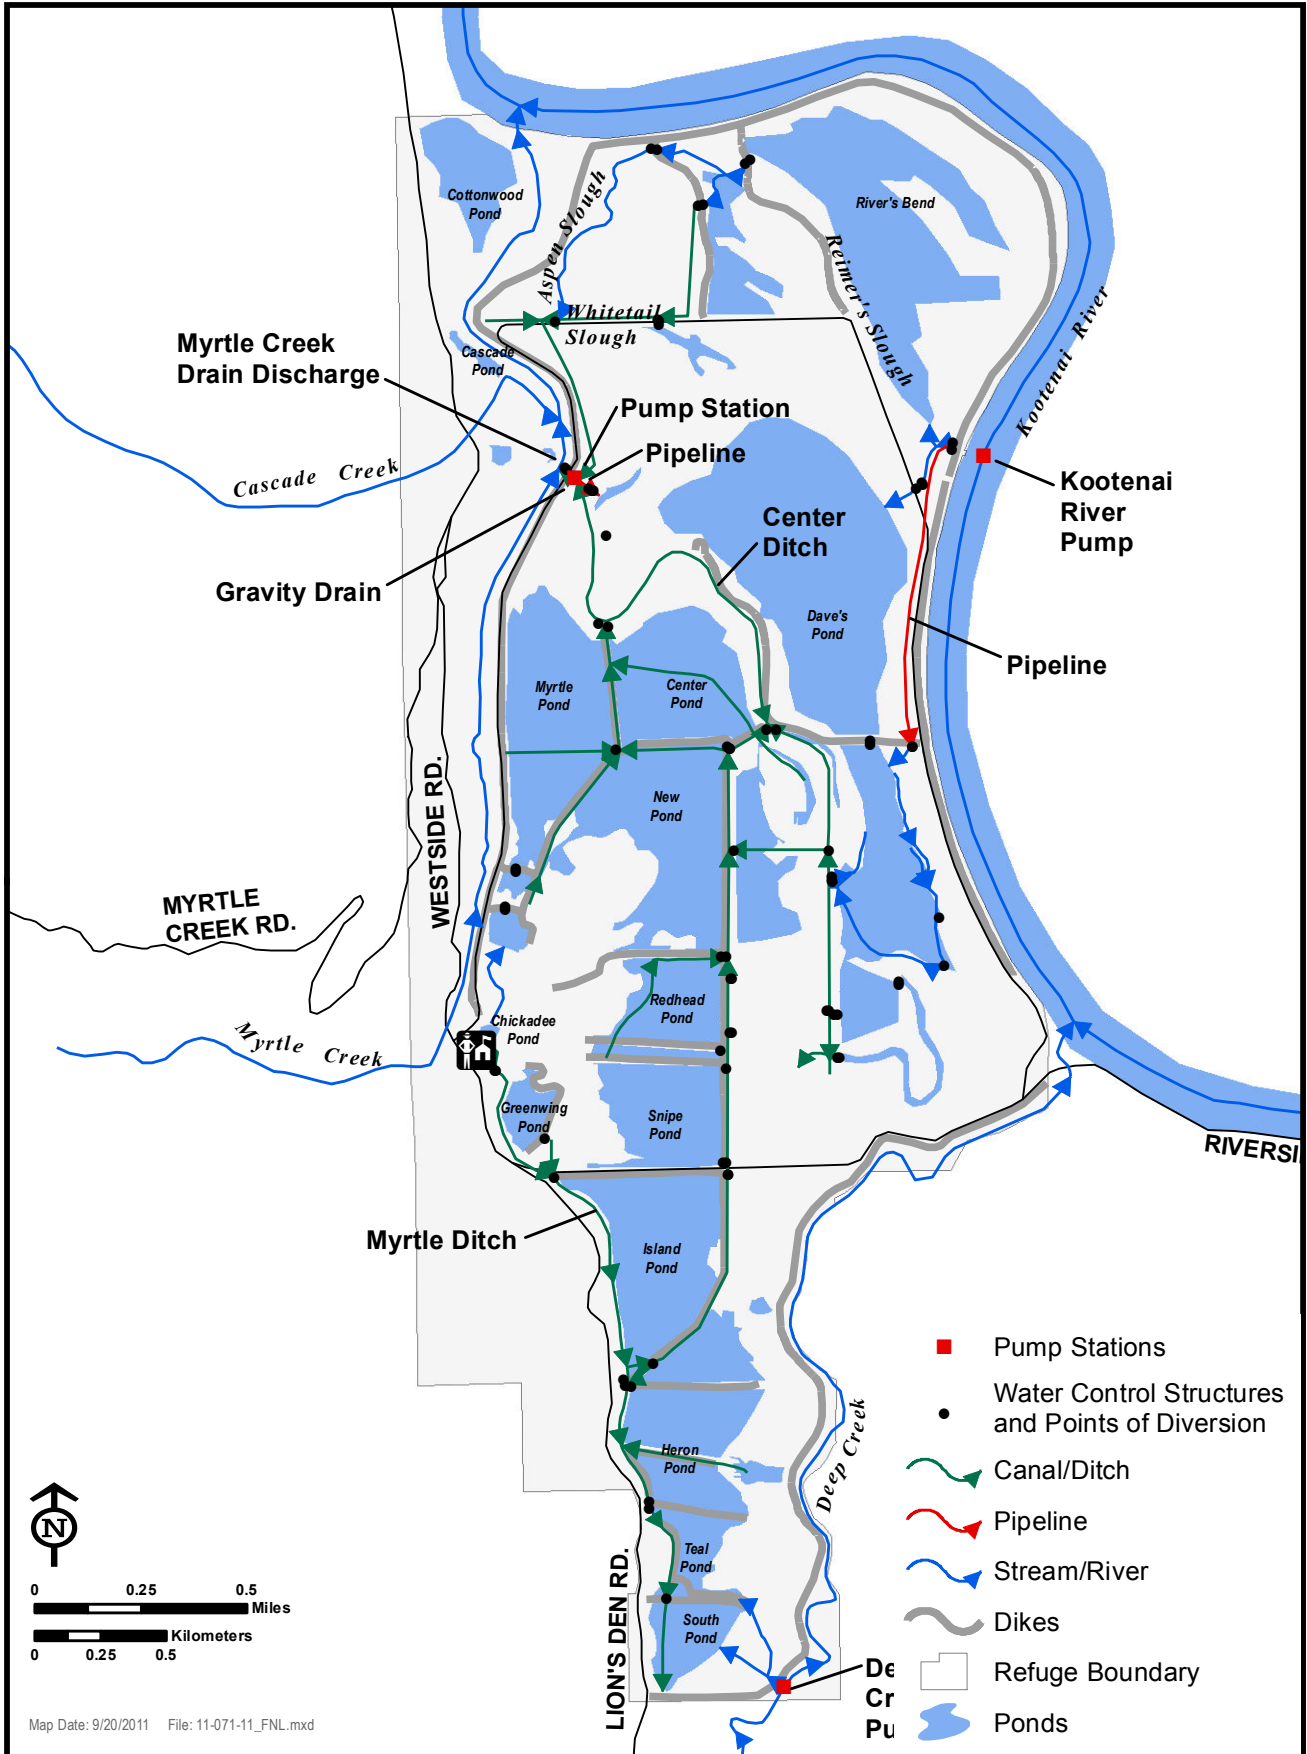 Cottonwood
Pond
Aspen Slough
River's Bend
Reimer's Slough
Whitetail
Slough
Kootenai River
Cascade
Pond
Myrtle Creek
Drain Discharge
Pump Station
Pipeline
Cascade Creek
Kootenai
River
Pump
Center
Ditch
Gravity Drain
Dave's
Pond
Pipeline
Myrtle
Pond
Center
Pond
New
Pond
WESTSIDE RD.
MYRTLE
CREEK RD.
Redhead
Pond
Chickadee
Pond
Myrtle Creek
Greenwing
Pond
Snipe
Pond
RIVERSI
Myrtle Ditch
Island
Pond
Pump Stations
Water Control Structures
and Points of Diversion
Deep Creek
Heron
Pond
Canal/Ditch
N
Pipeline
Teal
Pond
Stream/River
0 0.25 0.5
Miles
Kilometers
0 0.25 0.5
LION'S DEN RD.
South
Pond
Dikes
De
Cr
Pu
Refuge Boundary
Ponds
Map Date: 9/20/2011 File: 11-071-11_FNL.mxd